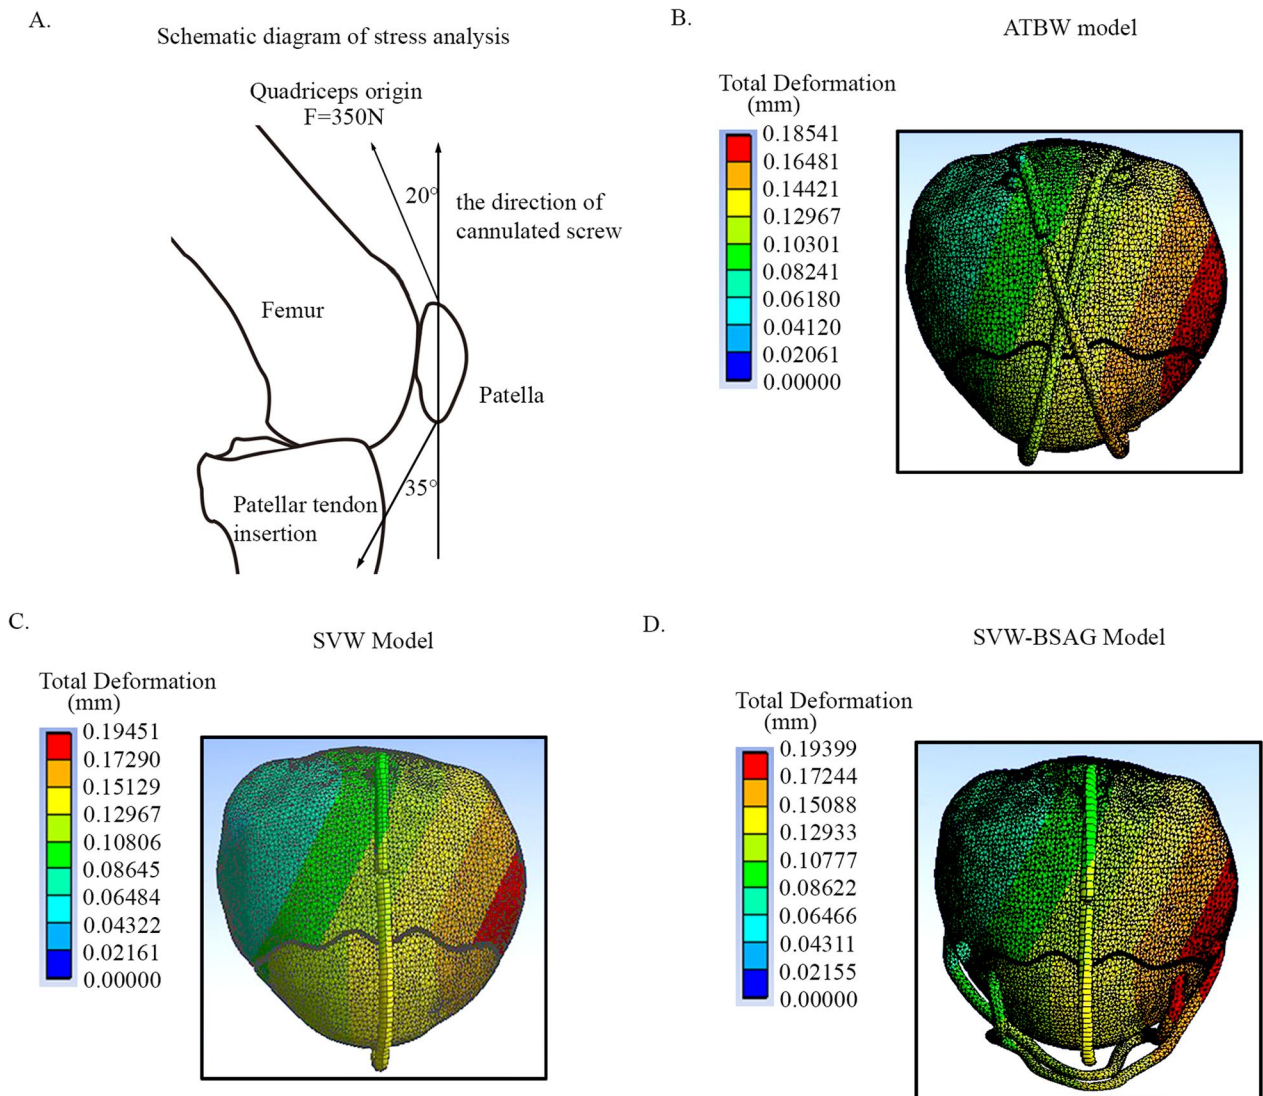 A.
Schematic diagram of stress analysis
Quadriceps origin
F=350N
20°
the direction of
cannulated screw
Femur
Patella
35°
Patellar tendon
insertion
B.
ATBW model
Total Deformation
(mm)
0.18541
0.16481
0.14421
0.12967
0.10301
0.08241
0.06180
0.04120
0.02061
0.00000
C.
SVW Model
Total Deformation
(mm)
0.19451
0.17290
0.15129
0.12967
0.10806
0.08645
0.06484
0.04322
0.02161
0.00000
D.
SVW-BSAG Model
Total Deformation
(mm)
0.19399
0.17244
0.15088
0.12933
0.10777
0.08622
0.06466
0.04311
0.02155
0.00000